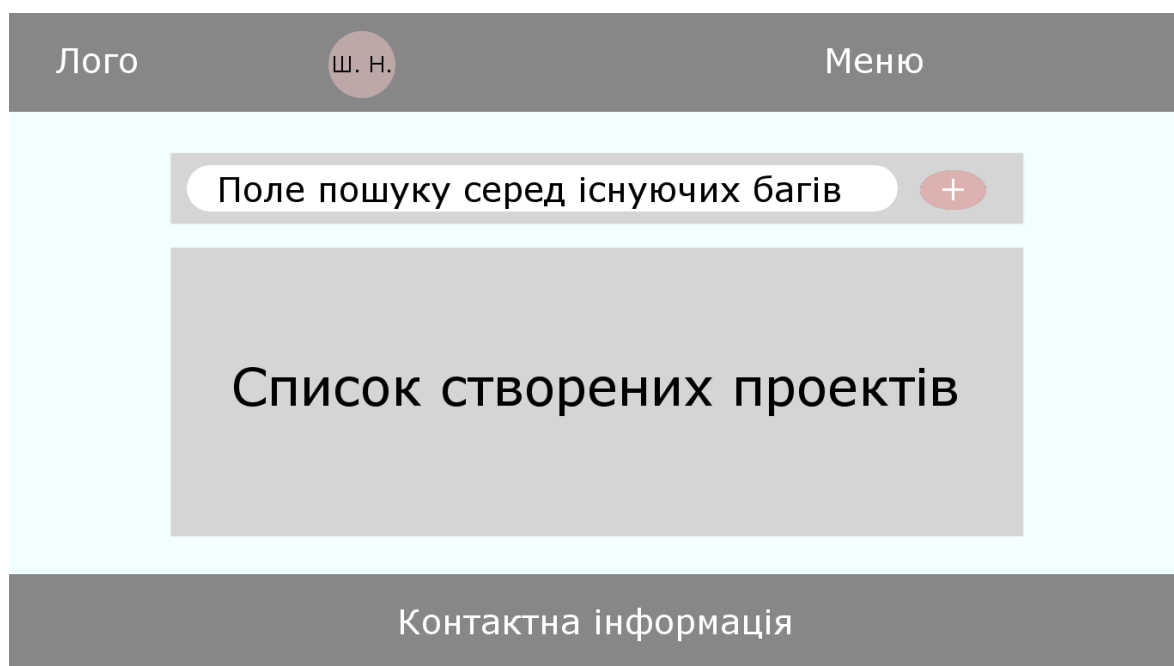 Лого
Ш. Н.
Меню
Поле пошуку серед існуючих багів
+
Список створених проектів
Контактна інформація